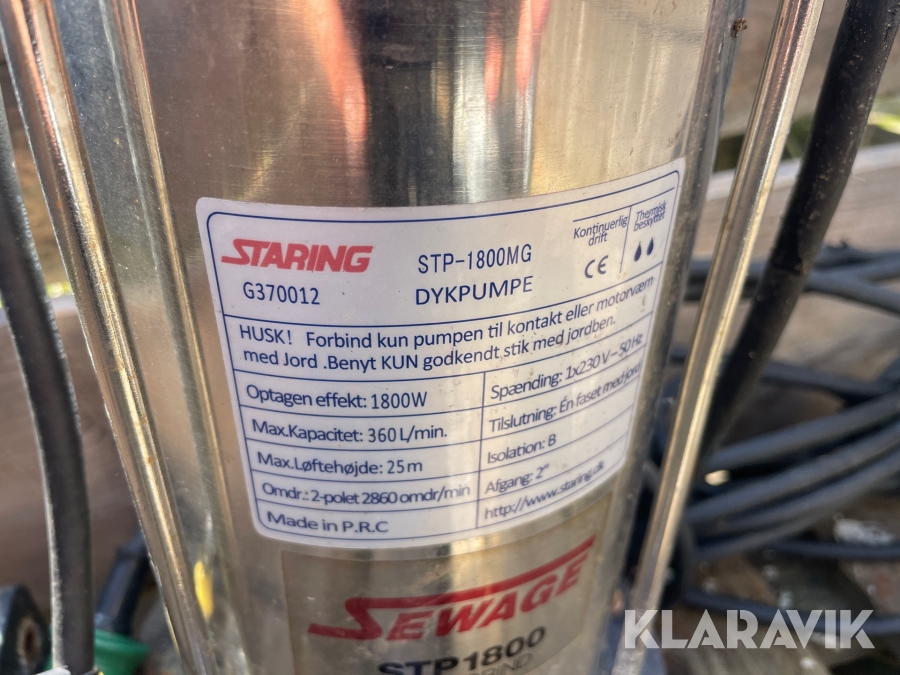 STARING
STP-1800MG
G370012
DYKPUMPE
Kontinuerlig
drift
Thermisk
beskyttet
CE
HUSK! Forbind kun pumpen til kontakt eller motorværn
med Jord .Benyt KUN godkendt stik med jordben.
Optagen effekt: 1800W
Spænding: 1x230 V – 50 Hz
Max.Kapacitet: 360 L/min.
Tilslutning: Én faset med jord
Max.Løftehøjde: 25m
Isolation: B
Omdr.: 2-polet 2860 omdr/min
Afgang: 2"
Made in P.R.C
http://www.staring.dk
SEWAGE
STP1800
KLARAVIK